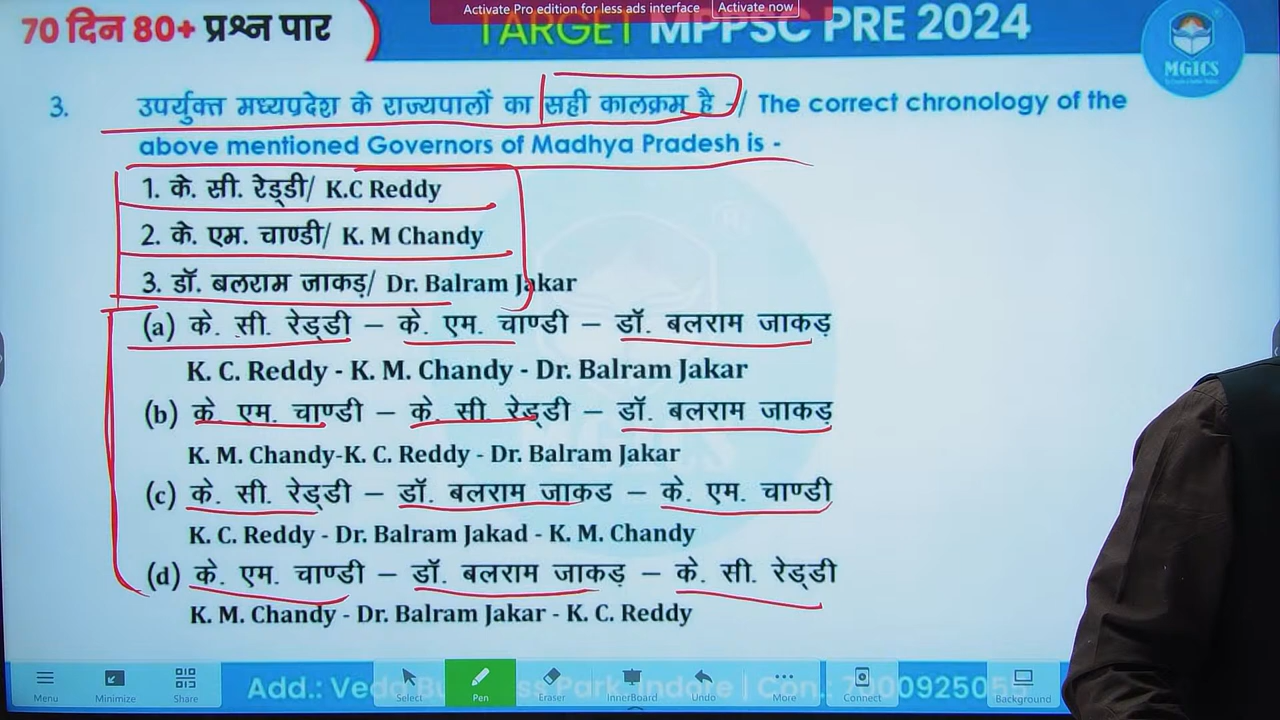 Activate Pro edition for less ads interface Activate now
70 दिन 80+ प्रश्न पार
TARGET MPPSC PRE 2024
MGICS
3. उपर्युक्त मध्यप्रदेश के राज्यपालों का सही कालक्रम है -/ The correct chronology of the
above mentioned Governors of Madhya Pradesh is -
1. के. सी. रेड्डी/ K.C Reddy
2. के. एम. चाण्डी/ K. M Chandy
3. डॉ. बलराम जाकड़/ Dr. Balram Jakar
(a) के. सी. रेड्डी – के. एम. चाण्डी – डॉ. बलराम जाकड़
K. C. Reddy - K. M. Chandy - Dr. Balram Jakar
(b) के. एम. चाण्डी – के. सी. रेड्डी – डॉ. बलराम जाकड़
K. M. Chandy-K. C. Reddy - Dr. Balram Jakar
(c) के. सी. रेड्डी – डॉ. बलराम जाकड – के. एम. चाण्डी
K. C. Reddy - Dr. Balram Jakad - K. M. Chandy
(d) के. एम. चाण्डी – डॉ. बलराम जाकड़ – के. सी. रेड्डी
K. M. Chandy - Dr. Balram Jakar - K. C. Reddy
Menu Minimize Share Select Pen Eraser InnerBoard Undo More Connect Background
Add.: